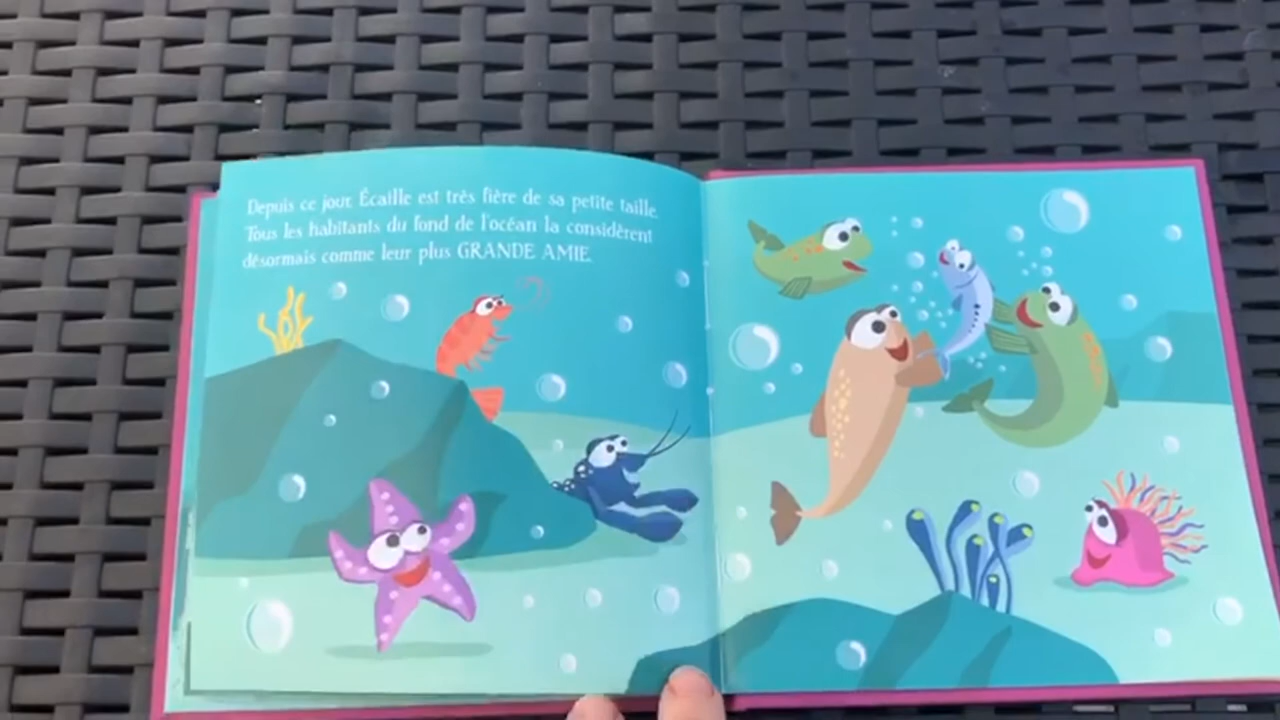 Depuis ce jour, Écaille est très fière de sa petite taille.
Tous les habitants du fond de l'océan la considèrent
désormais comme leur plus GRANDE AMIE.